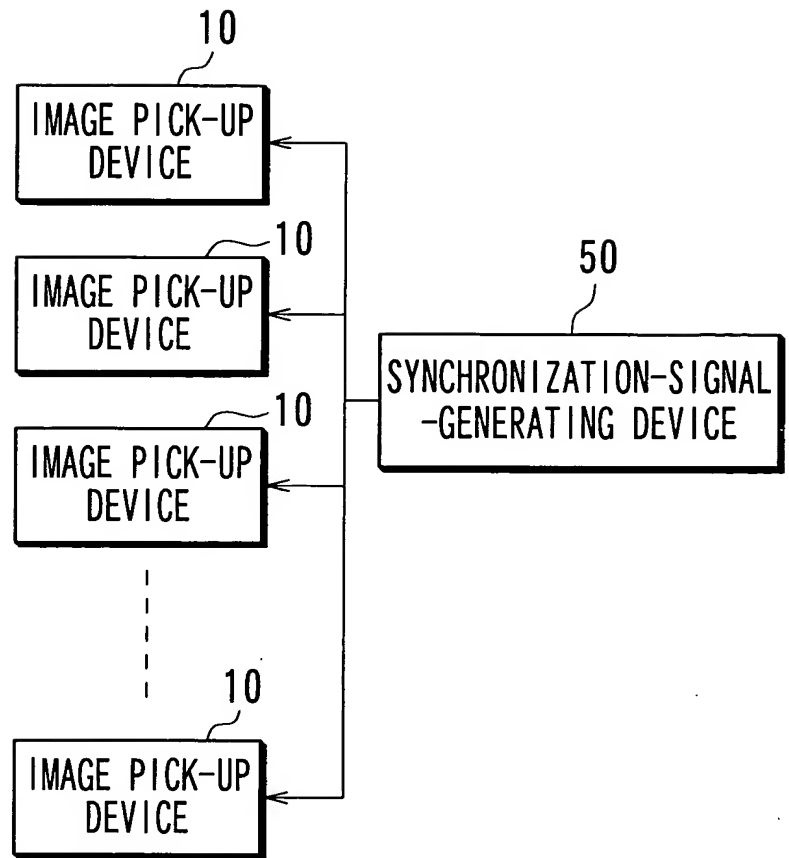 10
IMAGE PICK-UP
DEVICE
10
IMAGE PICK-UP
DEVICE
50
SYNCHRONIZATION-SIGNAL
-GENERATING DEVICE
10
IMAGE PICK-UP
DEVICE
10
IMAGE PICK-UP
DEVICE